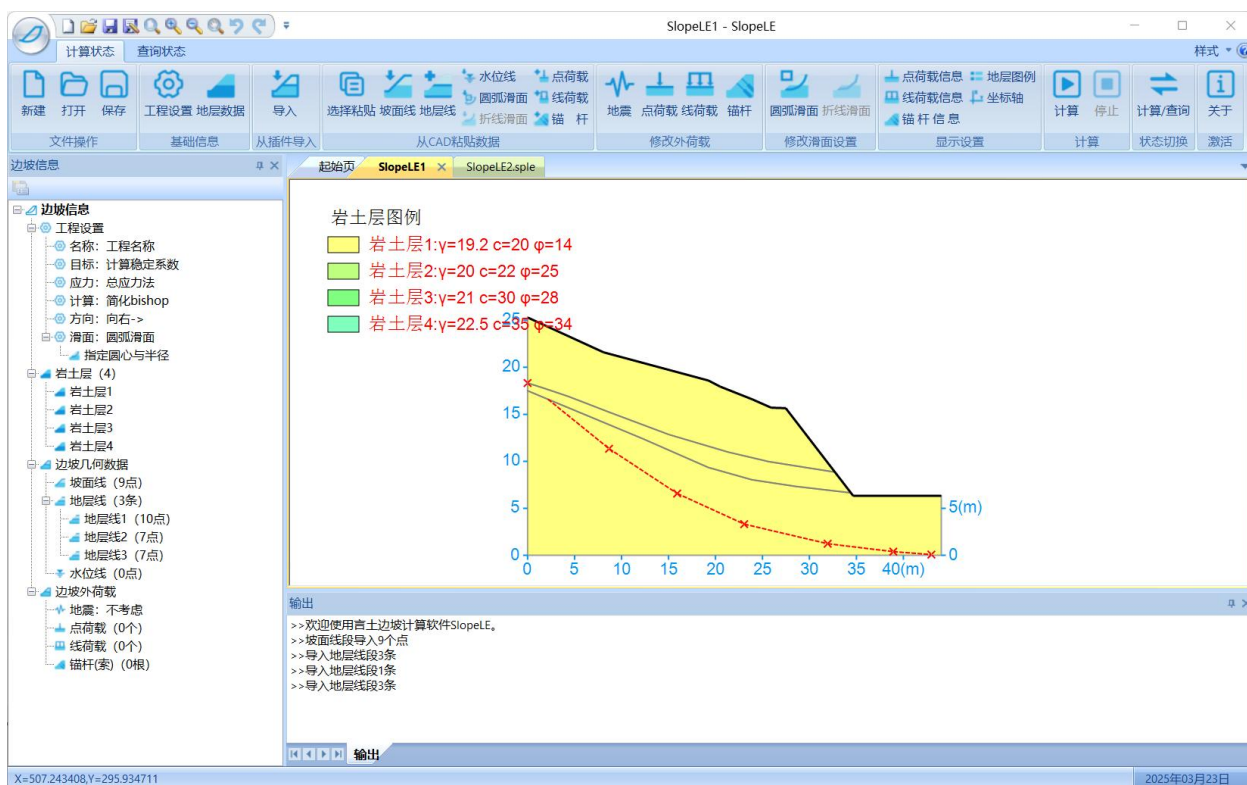 SlopeLE1 - SlopeLE
计算状态 查询状态 样式
新建 打开 保存 工程设置 地层数据 导入 选择粘贴 坡面线 地层线 水位线 点荷载 圆弧滑面 线荷载 折线滑面 锚 杆 地震 点荷载 线荷载 锚杆 圆弧滑面 折线滑面 点荷载信息 地层图例 线荷载信息 坐标轴 锚杆信息 计算 停止 计算/查询 关于
文件操作 基础信息 从插件导入 从CAD粘贴数据 修改外荷载 修改滑面设置 显示设置 计算 状态切换 激活
边坡信息
边坡信息
工程设置
名称：工程名称
目标：计算稳定系数
应力：总应力法
计算：简化bishop
方向：向右->
滑面：圆弧滑面
指定圆心与半径
岩土层 (4)
岩土层1
岩土层2
岩土层3
岩土层4
边坡几何数据
坡面线 (9点)
地层线 (3条)
地层线1 (10点)
地层线2 (7点)
地层线3 (7点)
水位线 (0点)
边坡外荷载
地震：不考虑
点荷载 (0个)
线荷载 (0个)
锚杆(索) (0根)
起始页 SlopeLE1 SlopeLE2.sple
岩土层图例
岩土层1:γ=19.2 c=20 φ=14
岩土层2:γ=20 c=22 φ=25
岩土层3:γ=21 c=30 φ=28
岩土层4:γ=22.5 c=35 φ=34
25
20
15
10
5 5(m)
0 0
0 5 10 15 20 25 30 35 40(m)
输出
>>欢迎使用言土边坡计算软件SlopeLE。
>>坡面线段导入9个点
>>导入地层线段3条
>>导入地层线段1条
>>导入地层线段3条
输出
X=507.243408,Y=295.934711 2025年03月23日